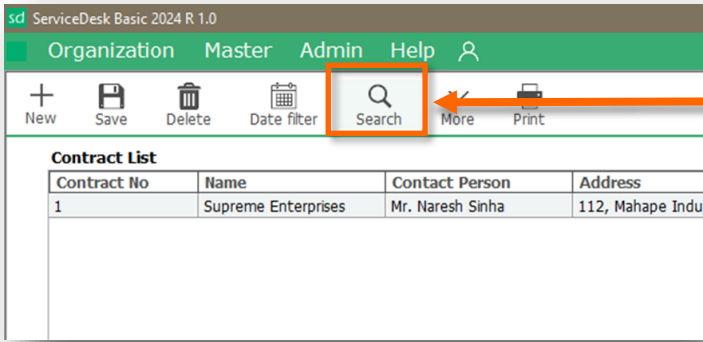 sd ServiceDesk Basic 2024 R 1.0
Organization Master Admin Help
New Save Delete Date filter Search More Print
Contract List
Contract No Name Contact Person Address
1 Supreme Enterprises Mr. Naresh Sinha 112, Mahape Indu